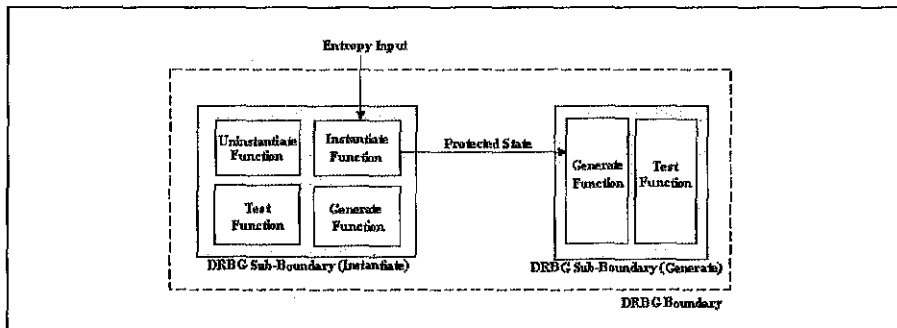 Entropy Input
Uninstantiate
Function
Instantiate
Function
Protected State
Test
Function
Generate
Function
Generate
Function
Test
Function
DRBG Sub-Boundary (Instantiate)
DRBG Sub-Boundary (Generate)
DRBG Boundary